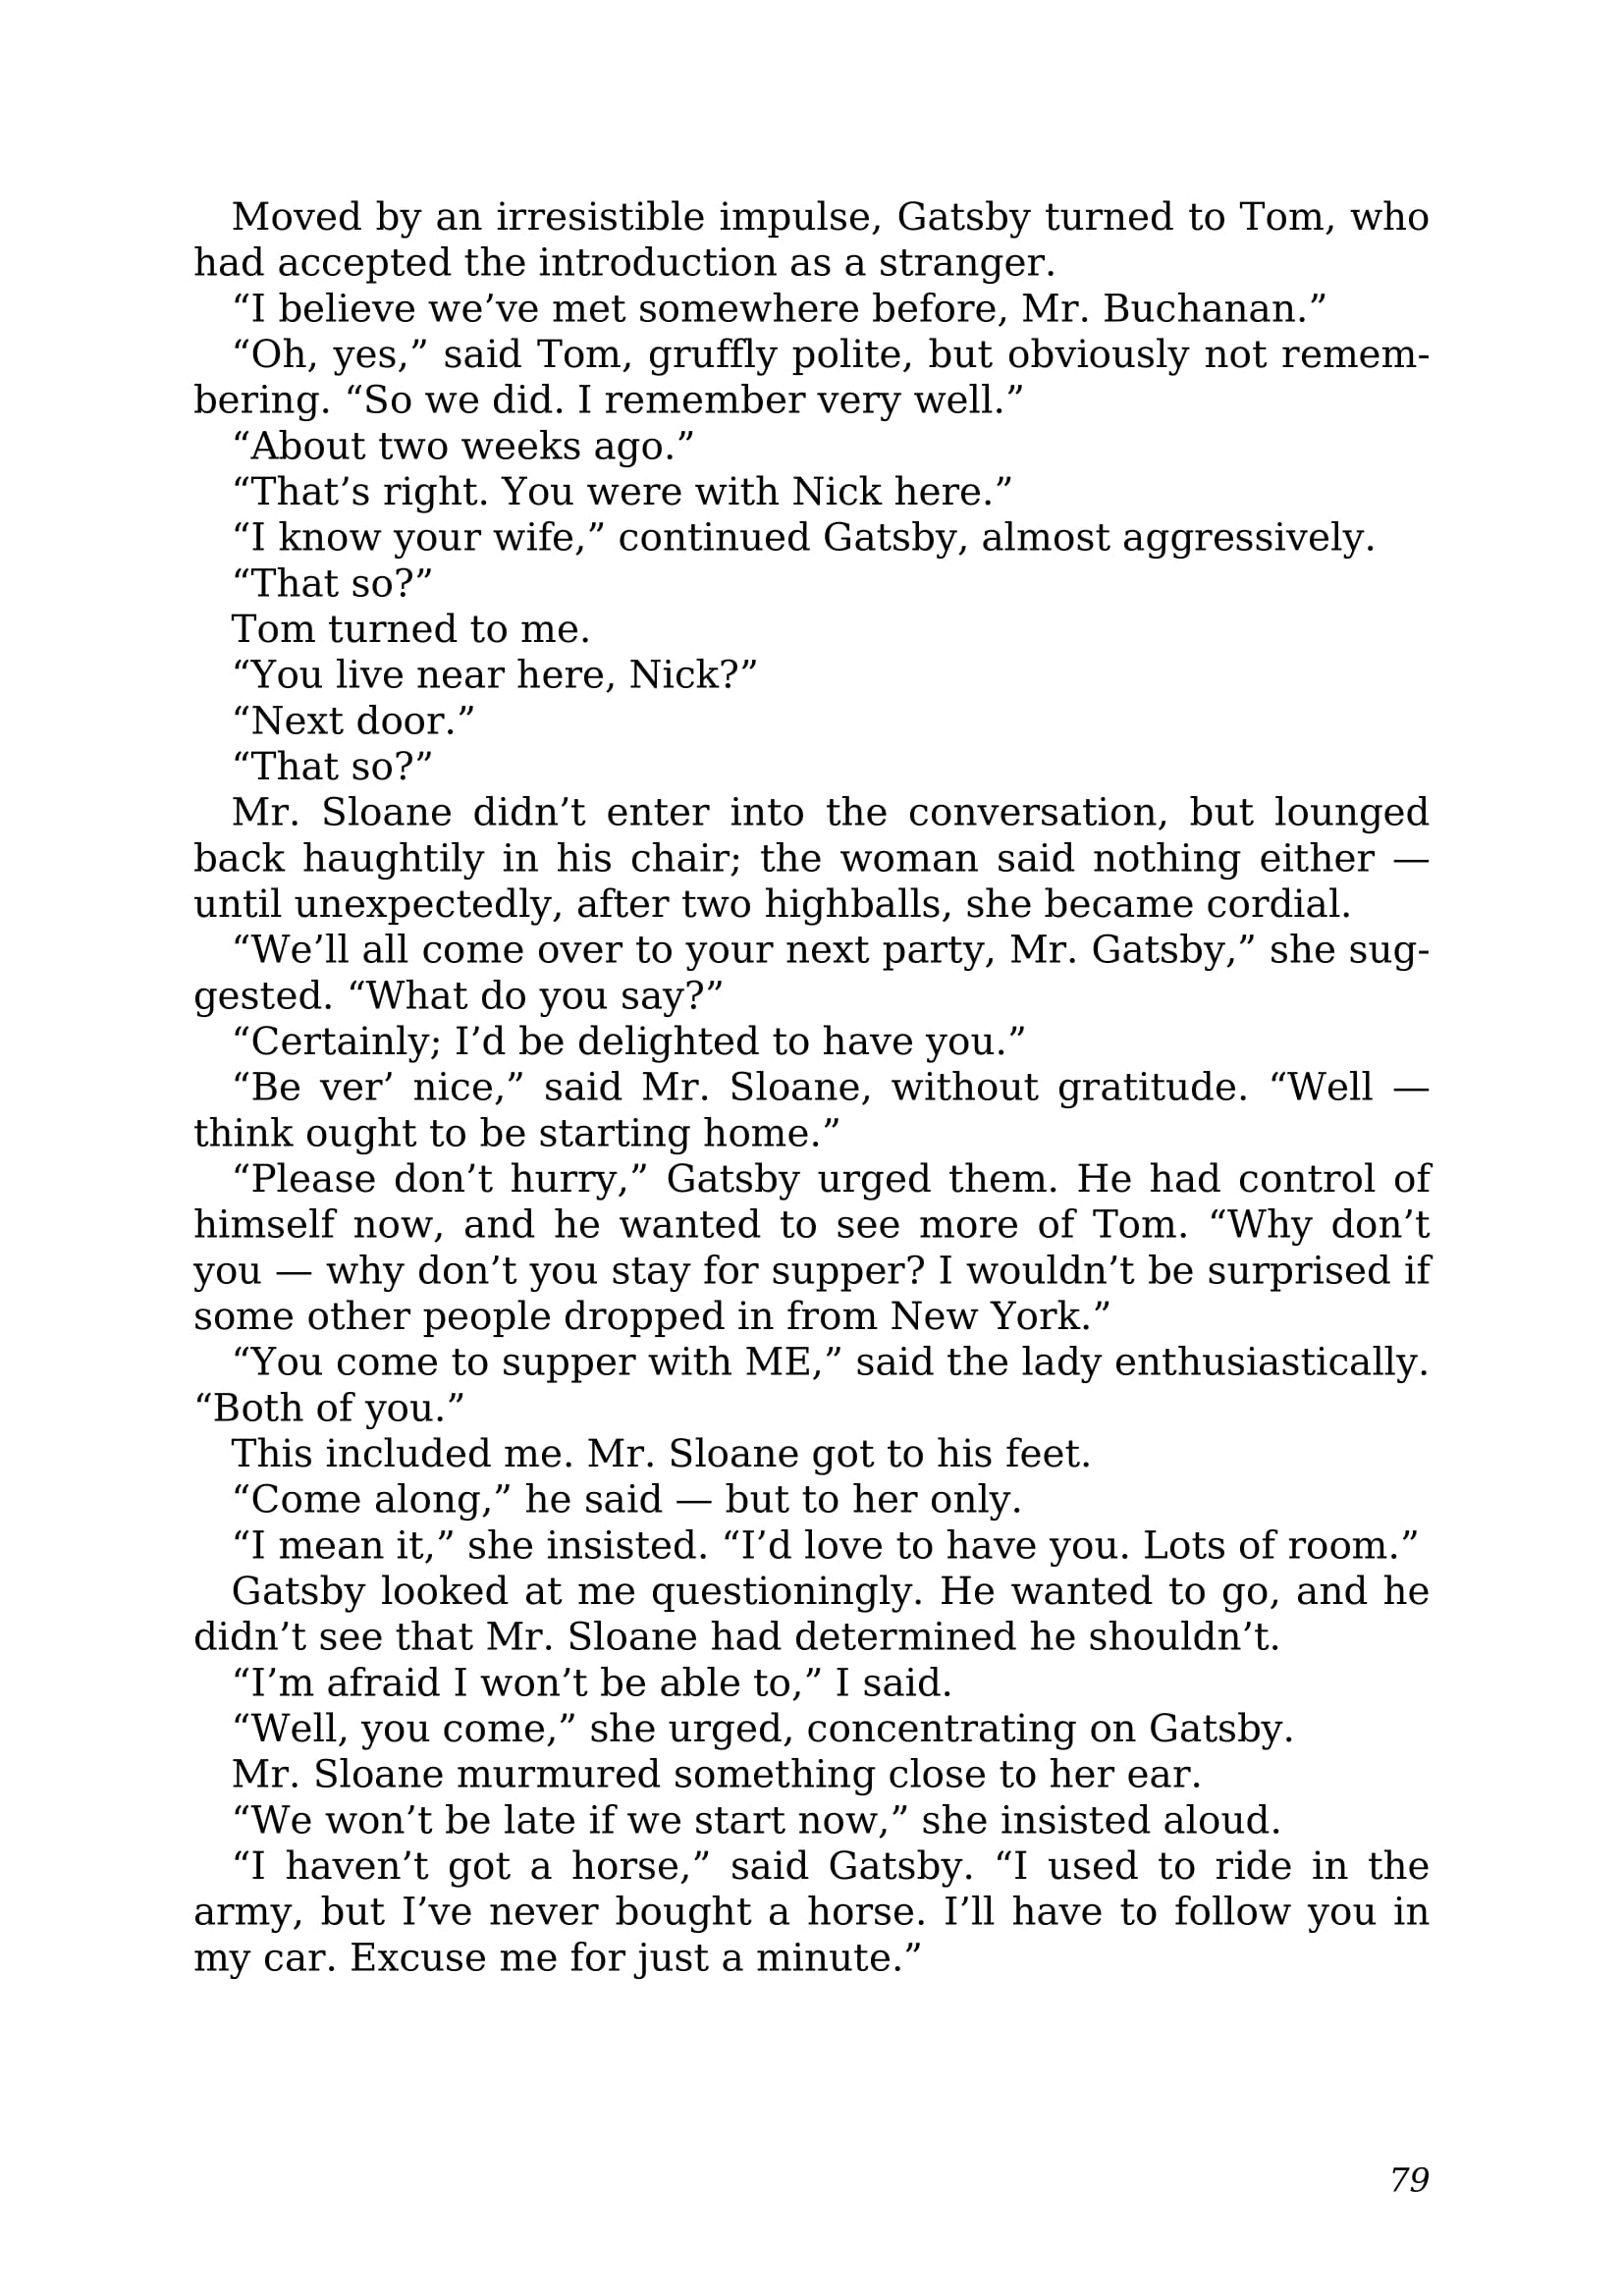 Moved by an irresistible impulse, Gatsby turned to Tom, who
had accepted the introduction as a stranger.
“I believe we’ve met somewhere before, Mr. Buchanan.”
“Oh, yes,” said Tom, gruffly polite, but obviously not remem-
bering. “So we did. I remember very well.”
“About two weeks ago.”
“That’s right. You were with Nick here.”
“I know your wife,” continued Gatsby, almost aggressively.
“That so?”
Tom turned to me.
“You live near here, Nick?”
“Next door.”
“That so?”
Mr. Sloane didn’t enter into the conversation, but lounged
back haughtily in his chair; the woman said nothing either —
until unexpectedly, after two highballs, she became cordial.
“We’ll all come over to your next party, Mr. Gatsby,” she sug-
gested. “What do you say?”
“Certainly; I’d be delighted to have you.”
“Be ver’ nice,” said Mr. Sloane, without gratitude. “Well —
think ought to be starting home.”
“Please don’t hurry,” Gatsby urged them. He had control of
himself now, and he wanted to see more of Tom. “Why don’t
you — why don’t you stay for supper? I wouldn’t be surprised if
some other people dropped in from New York.”
“You come to supper with ME,” said the lady enthusiastically.
“Both of you.”
This included me. Mr. Sloane got to his feet.
“Come along,” he said — but to her only.
“I mean it,” she insisted. “I’d love to have you. Lots of room.”
Gatsby looked at me questioningly. He wanted to go, and he
didn’t see that Mr. Sloane had determined he shouldn’t.
“I’m afraid I won’t be able to,” I said.
“Well, you come,” she urged, concentrating on Gatsby.
Mr. Sloane murmured something close to her ear.
“We won’t be late if we start now,” she insisted aloud.
“I haven’t got a horse,” said Gatsby. “I used to ride in the
army, but I’ve never bought a horse. I’ll have to follow you in
my car. Excuse me for just a minute.”
79